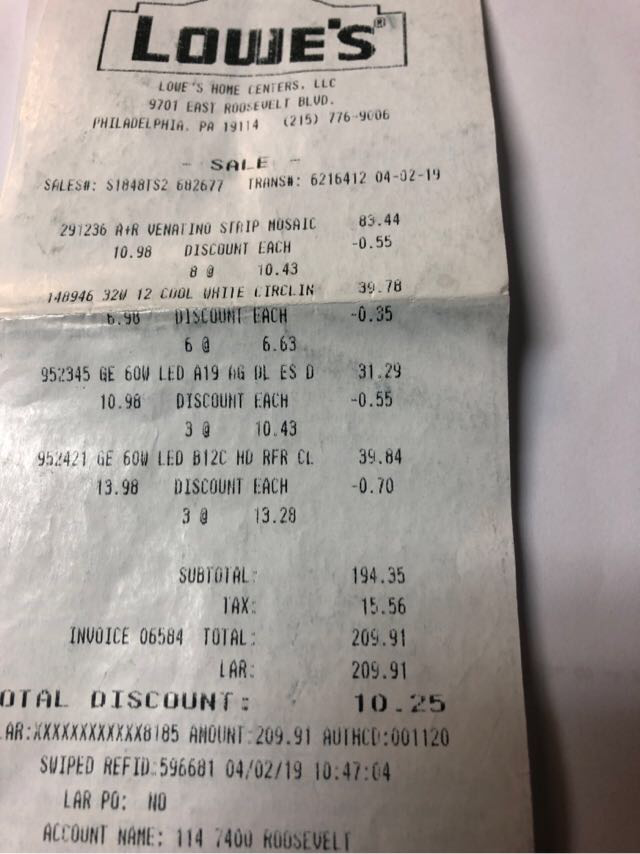 LOWE'S®
LOWE'S HOME CENTERS, LLC
9701 EAST ROOSEVELT BLVD.
PHILADELPHIA, PA 19114 (215) 776-9006
- SALE -
SALES#: S1848TS2 682677 TRANS#: 6216412 04-02-19
291236 A+R VENATINO STRIP MOSAIC 83.44
10.98 DISCOUNT EACH -0.55
8 @ 10.43
148946 32W 12 COOL WHITE CIRCLIN 39.78
6.98 DISCOUNT EACH -0.35
6 @ 6.63
952345 GE 60W LED A19 AG DL ES D 31.29
10.98 DISCOUNT EACH -0.55
3 @ 10.43
952421 GE 60W LED B12C HD RFR CL 39.84
13.98 DISCOUNT EACH -0.70
3 @ 13.28
SUBTOTAL: 194.35
TAX: 15.56
INVOICE 06584 TOTAL: 209.91
LAR: 209.91
OTAL DISCOUNT: 10.25
AR:XXXXXXXXXXXX8185 AMOUNT:209.91 AUTHCD:001120
SWIPED REFID:596681 04/02/19 10:47:04
LAR PO: NO
ACCOUNT NAME: 114 7400 ROOSEVELT